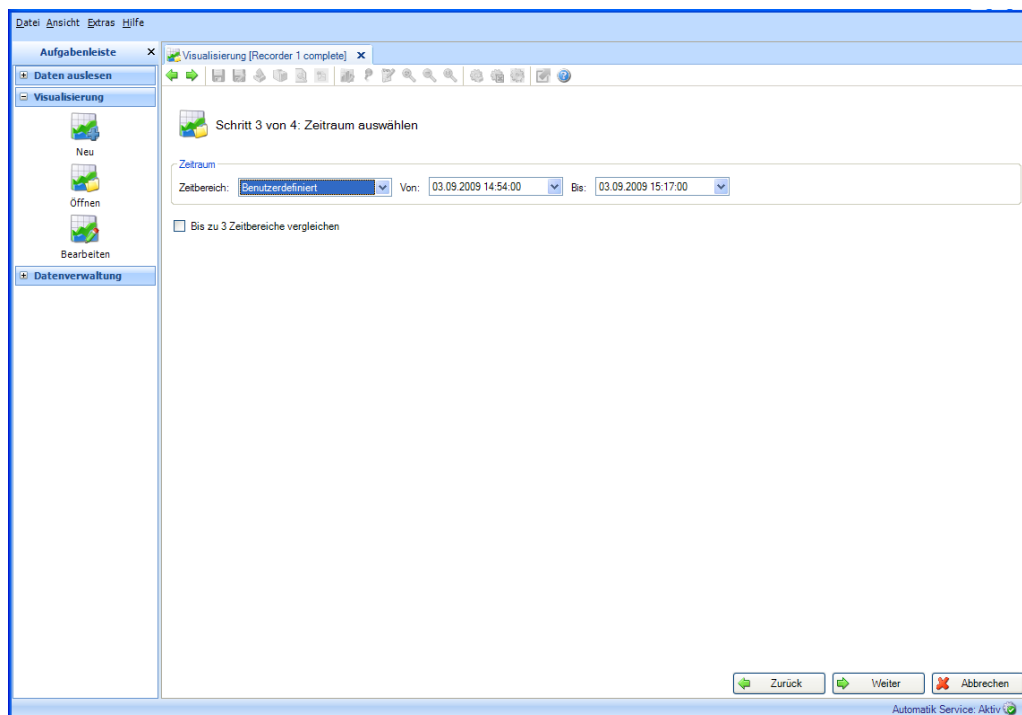 Datei Ansicht Extras Hilfe
Aufgabenleiste
Daten auslesen
Visualisierung
Neu
Öffnen
Bearbeiten
Datenverwaltung
Visualisierung [Recorder 1 complete]
Schritt 3 von 4: Zeitraum auswählen
Zeitraum
Zeitbereich: Benutzerdefiniert Von: 03.09.2009 14:54:00 Bis: 03.09.2009 15:17:00
Bis zu 3 Zeitbereiche vergleichen
Zurück Weiter Abbrechen
Automatik Service: Aktiv